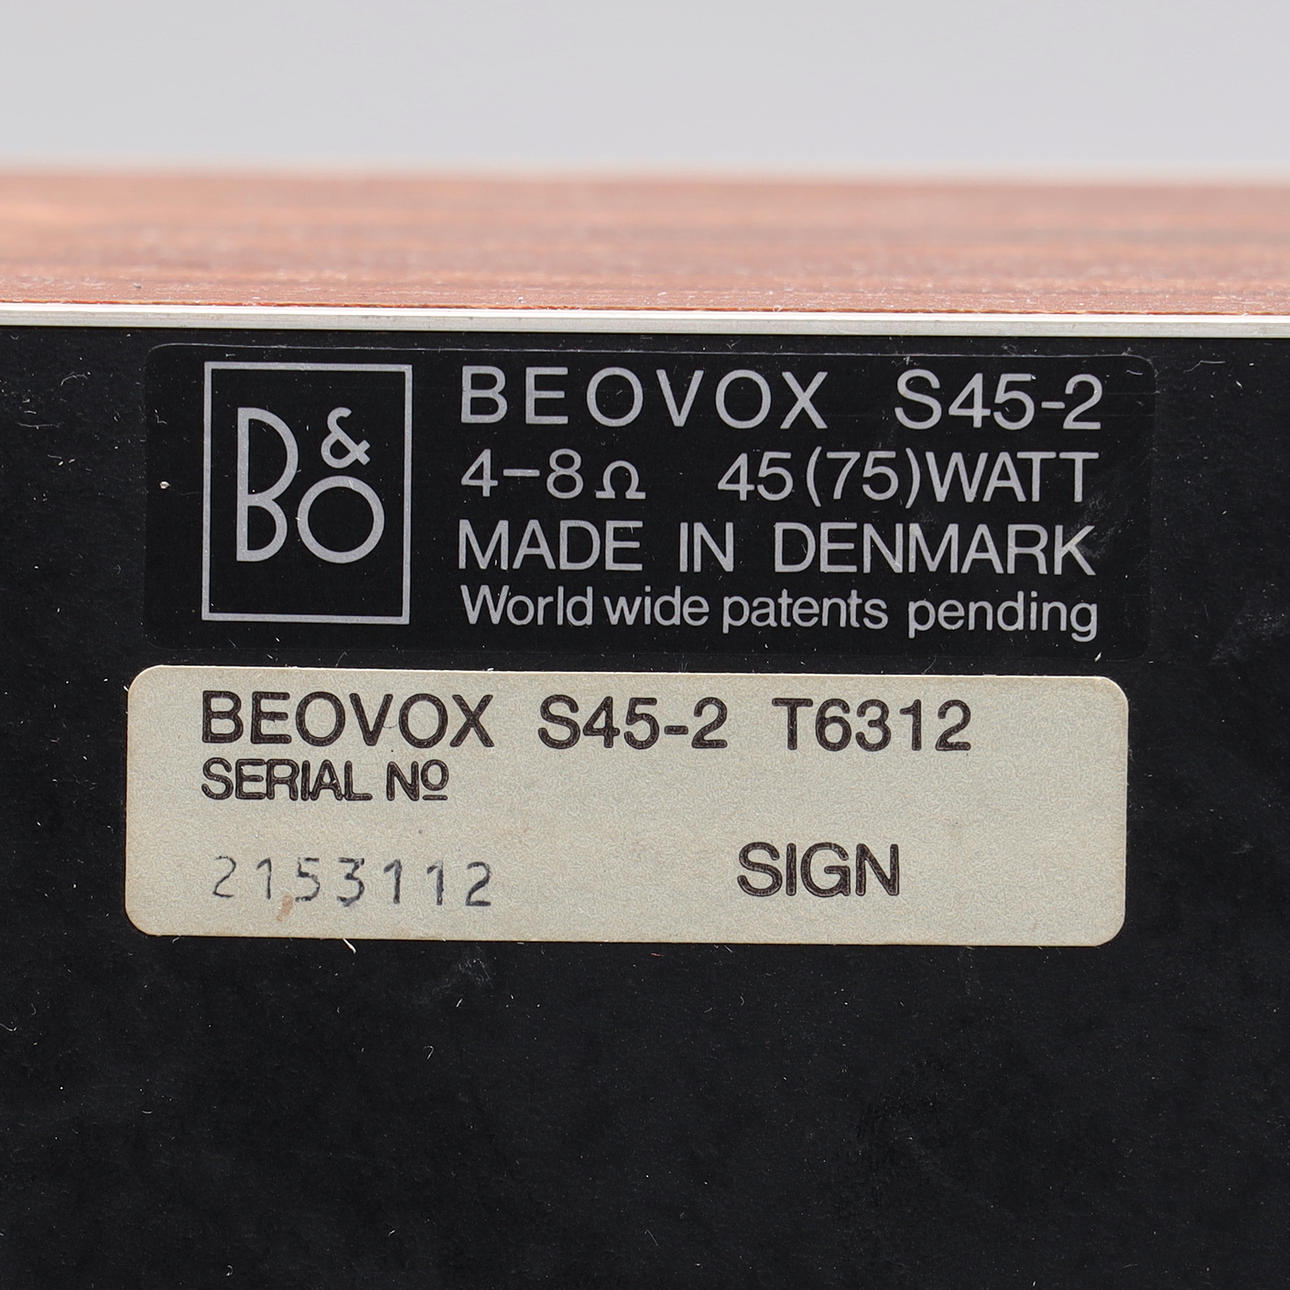 B&O
BEOVOX S45-2
4-8Ω 45(75)WATT
MADE IN DENMARK
World wide patents pending
BEOVOX S45-2 T6312
SERIAL Nº
2153112 SIGN